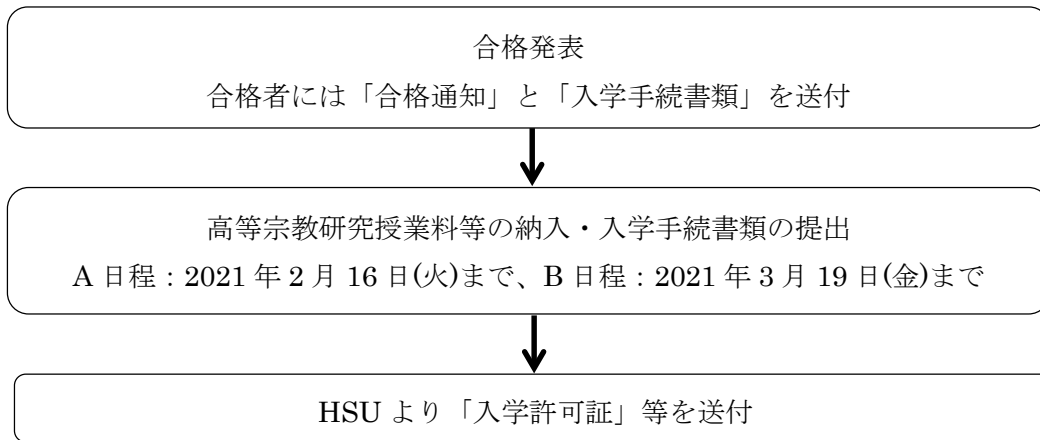 合格発表
合格者には「合格通知」と「入学手続書類」を送付
高等宗教研究授業料等の納入・入学手続書類の提出
A 日程：2021 年 2 月 16 日(火)まで、B 日程：2021 年 3 月 19 日(金)まで
HSU より「入学許可証」等を送付